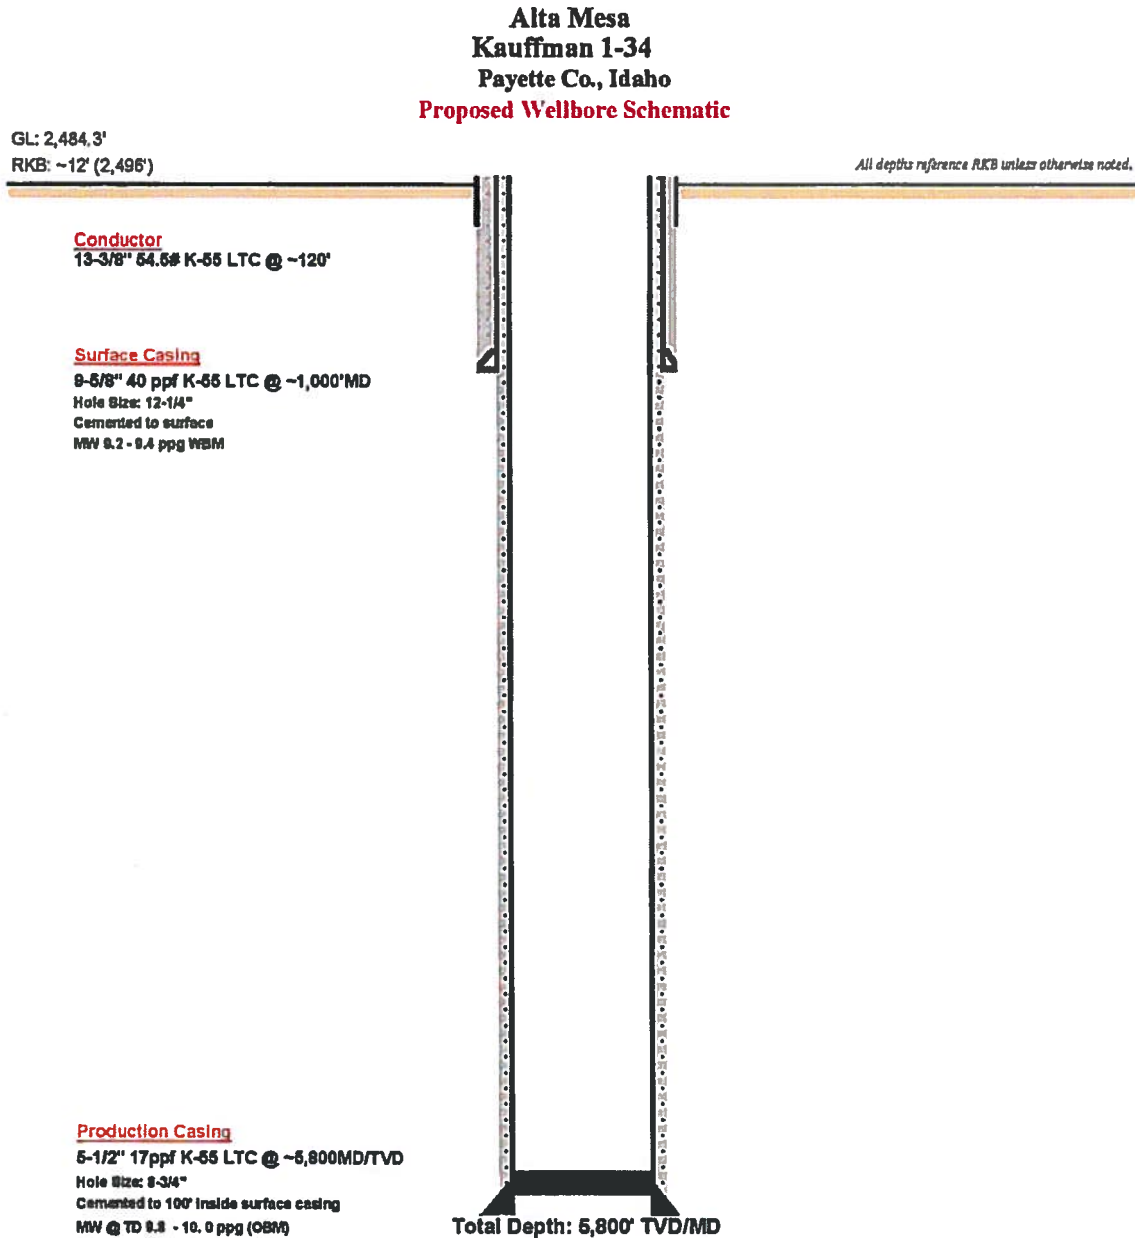 Alta Mesa
Kauffman 1-34
Payette Co., Idaho
Proposed Wellbore Schematic
GL: 2,484.3'
RKB: ~12' (2,496')
All depths reference RKB unless otherwise noted.
Conductor
13-3/8" 54.5# K-55 LTC @ ~120'
Surface Casing
9-5/8" 40 ppf K-55 LTC @ ~1,000'MD
Hole Size: 12-1/4"
Cemented to surface
MW 9.2 - 9.4 ppg WBM
Production Casing
5-1/2" 17ppf K-55 LTC @ ~5,800MD/TVD
Hole Size: 8-3/4"
Cemented to 100' inside surface casing
MW @ TD 9.8 - 10.0 ppg (OBM)
Total Depth: 5,800' TVD/MD